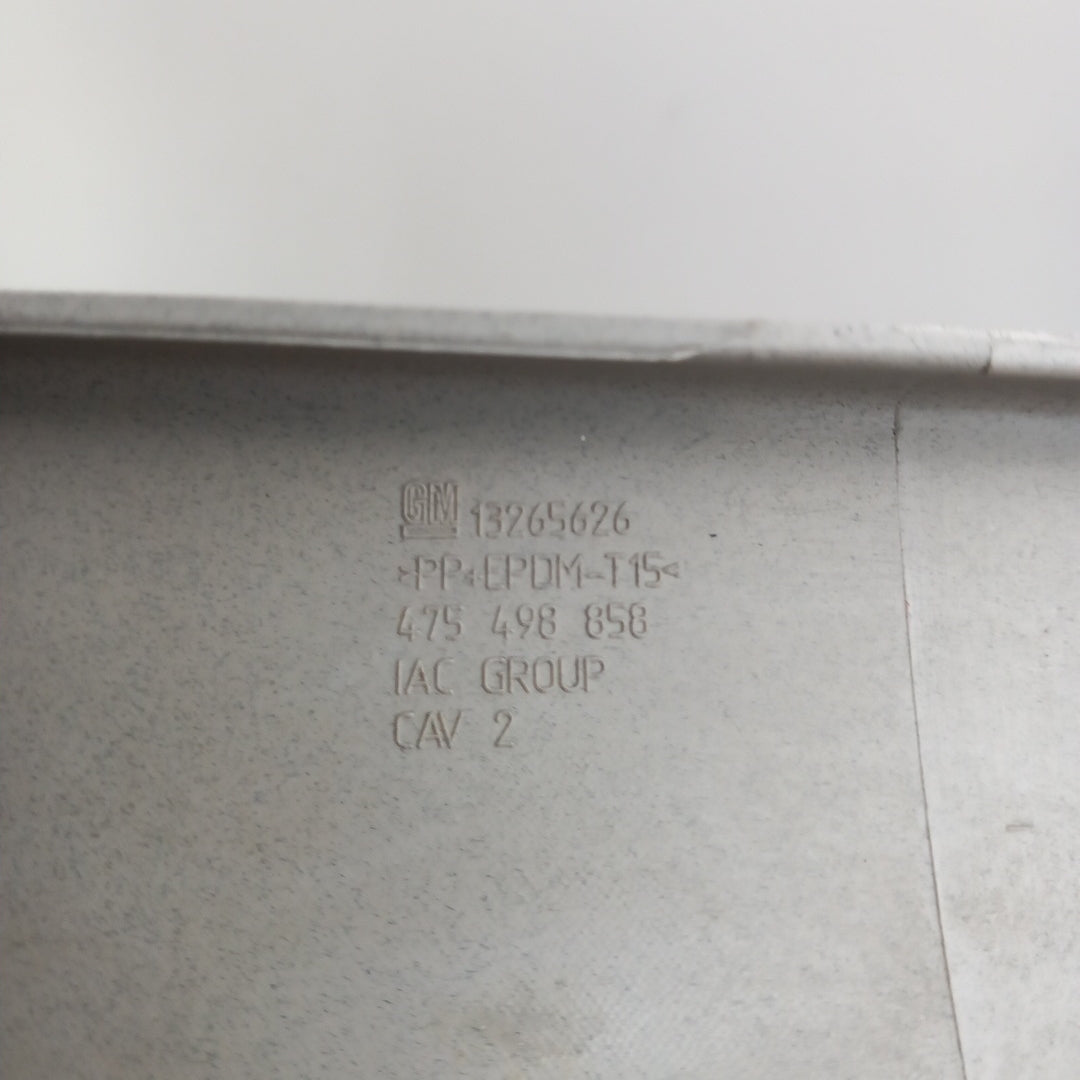 GM 13265626
>PP+EPDM-T15<
475 498 858
IAC GROUP
CAV 2